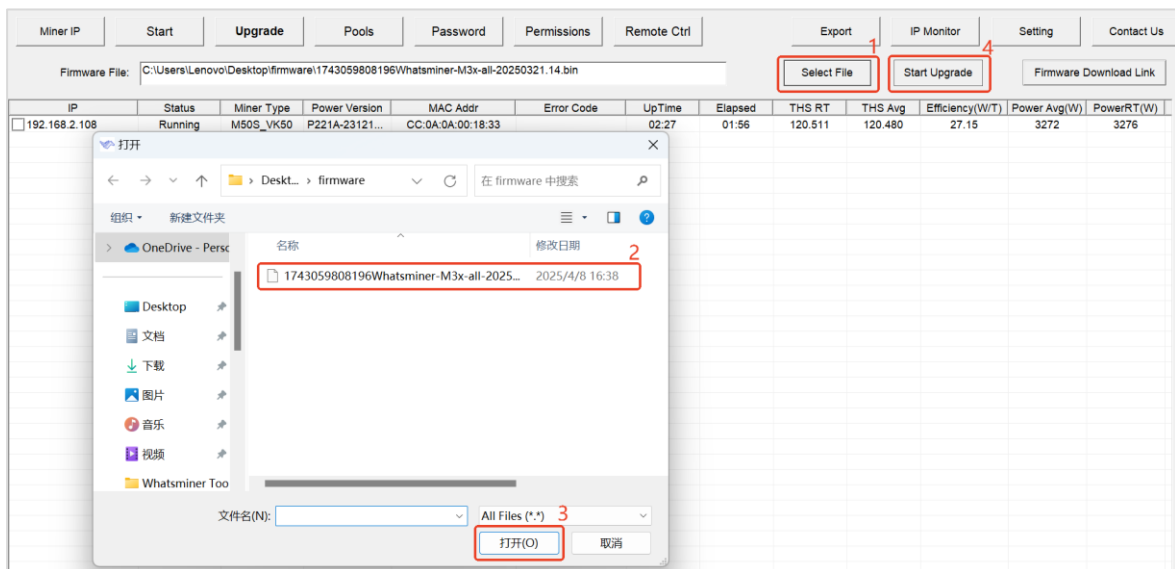 Miner IP Start Upgrade Pools Password Permissions Remote Ctrl Export IP Monitor Setting Contact Us
1 4
Firmware File: C:\Users\Lenovo\Desktop\firmware\1743059808196Whatsminer-M3x-all-20250321.14.bin Select File Start Upgrade Firmware Download Link
IP Status Miner Type Power Version MAC Addr Error Code UpTime Elapsed THS RT THS Avg Efficiency(W/T) Power Avg(W) PowerRT(W)
192.168.2.108 Running M50S_VK50 P221A-23121... CC:0A:0A:00:18:33 02:27 01:56 120.511 120.480 27.15 3272 3276
打开
Deskt... › firmware 在 firmware 中搜索
组织 新建文件夹
OneDrive - Persc 名称 修改日期
2
1743059808196Whatsminer-M3x-all-2025... 2025/4/8 16:38
Desktop
文档
下载
图片
音乐
视频
Whatsminer Too
文件名(N): All Files (*.*) 3
打开(O) 取消